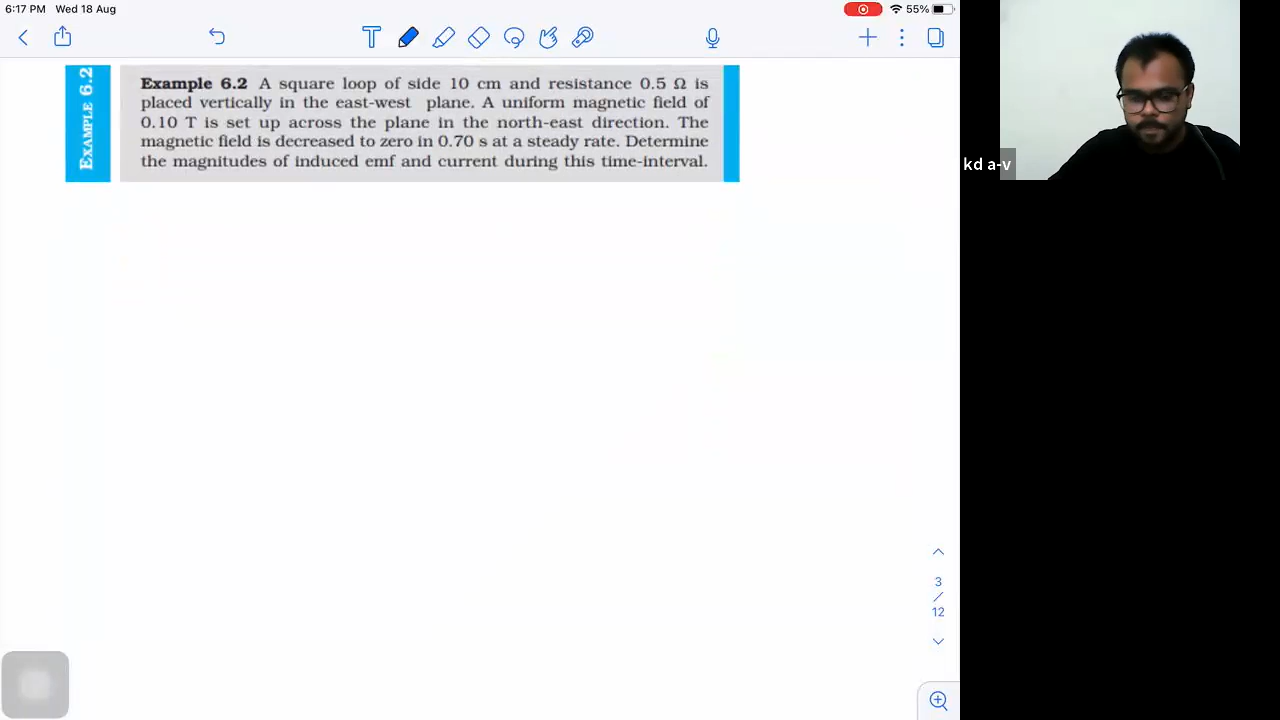 6:17 PM Wed 18 Aug
55%
EXAMPLE 6.2
Example 6.2 A square loop of side 10 cm and resistance 0.5 Ω is
placed vertically in the east-west plane. A uniform magnetic field of
0.10 T is set up across the plane in the north-east direction. The
magnetic field is decreased to zero in 0.70 s at a steady rate. Determine
the magnitudes of induced emf and current during this time-interval.
kd a-v
3
/
12